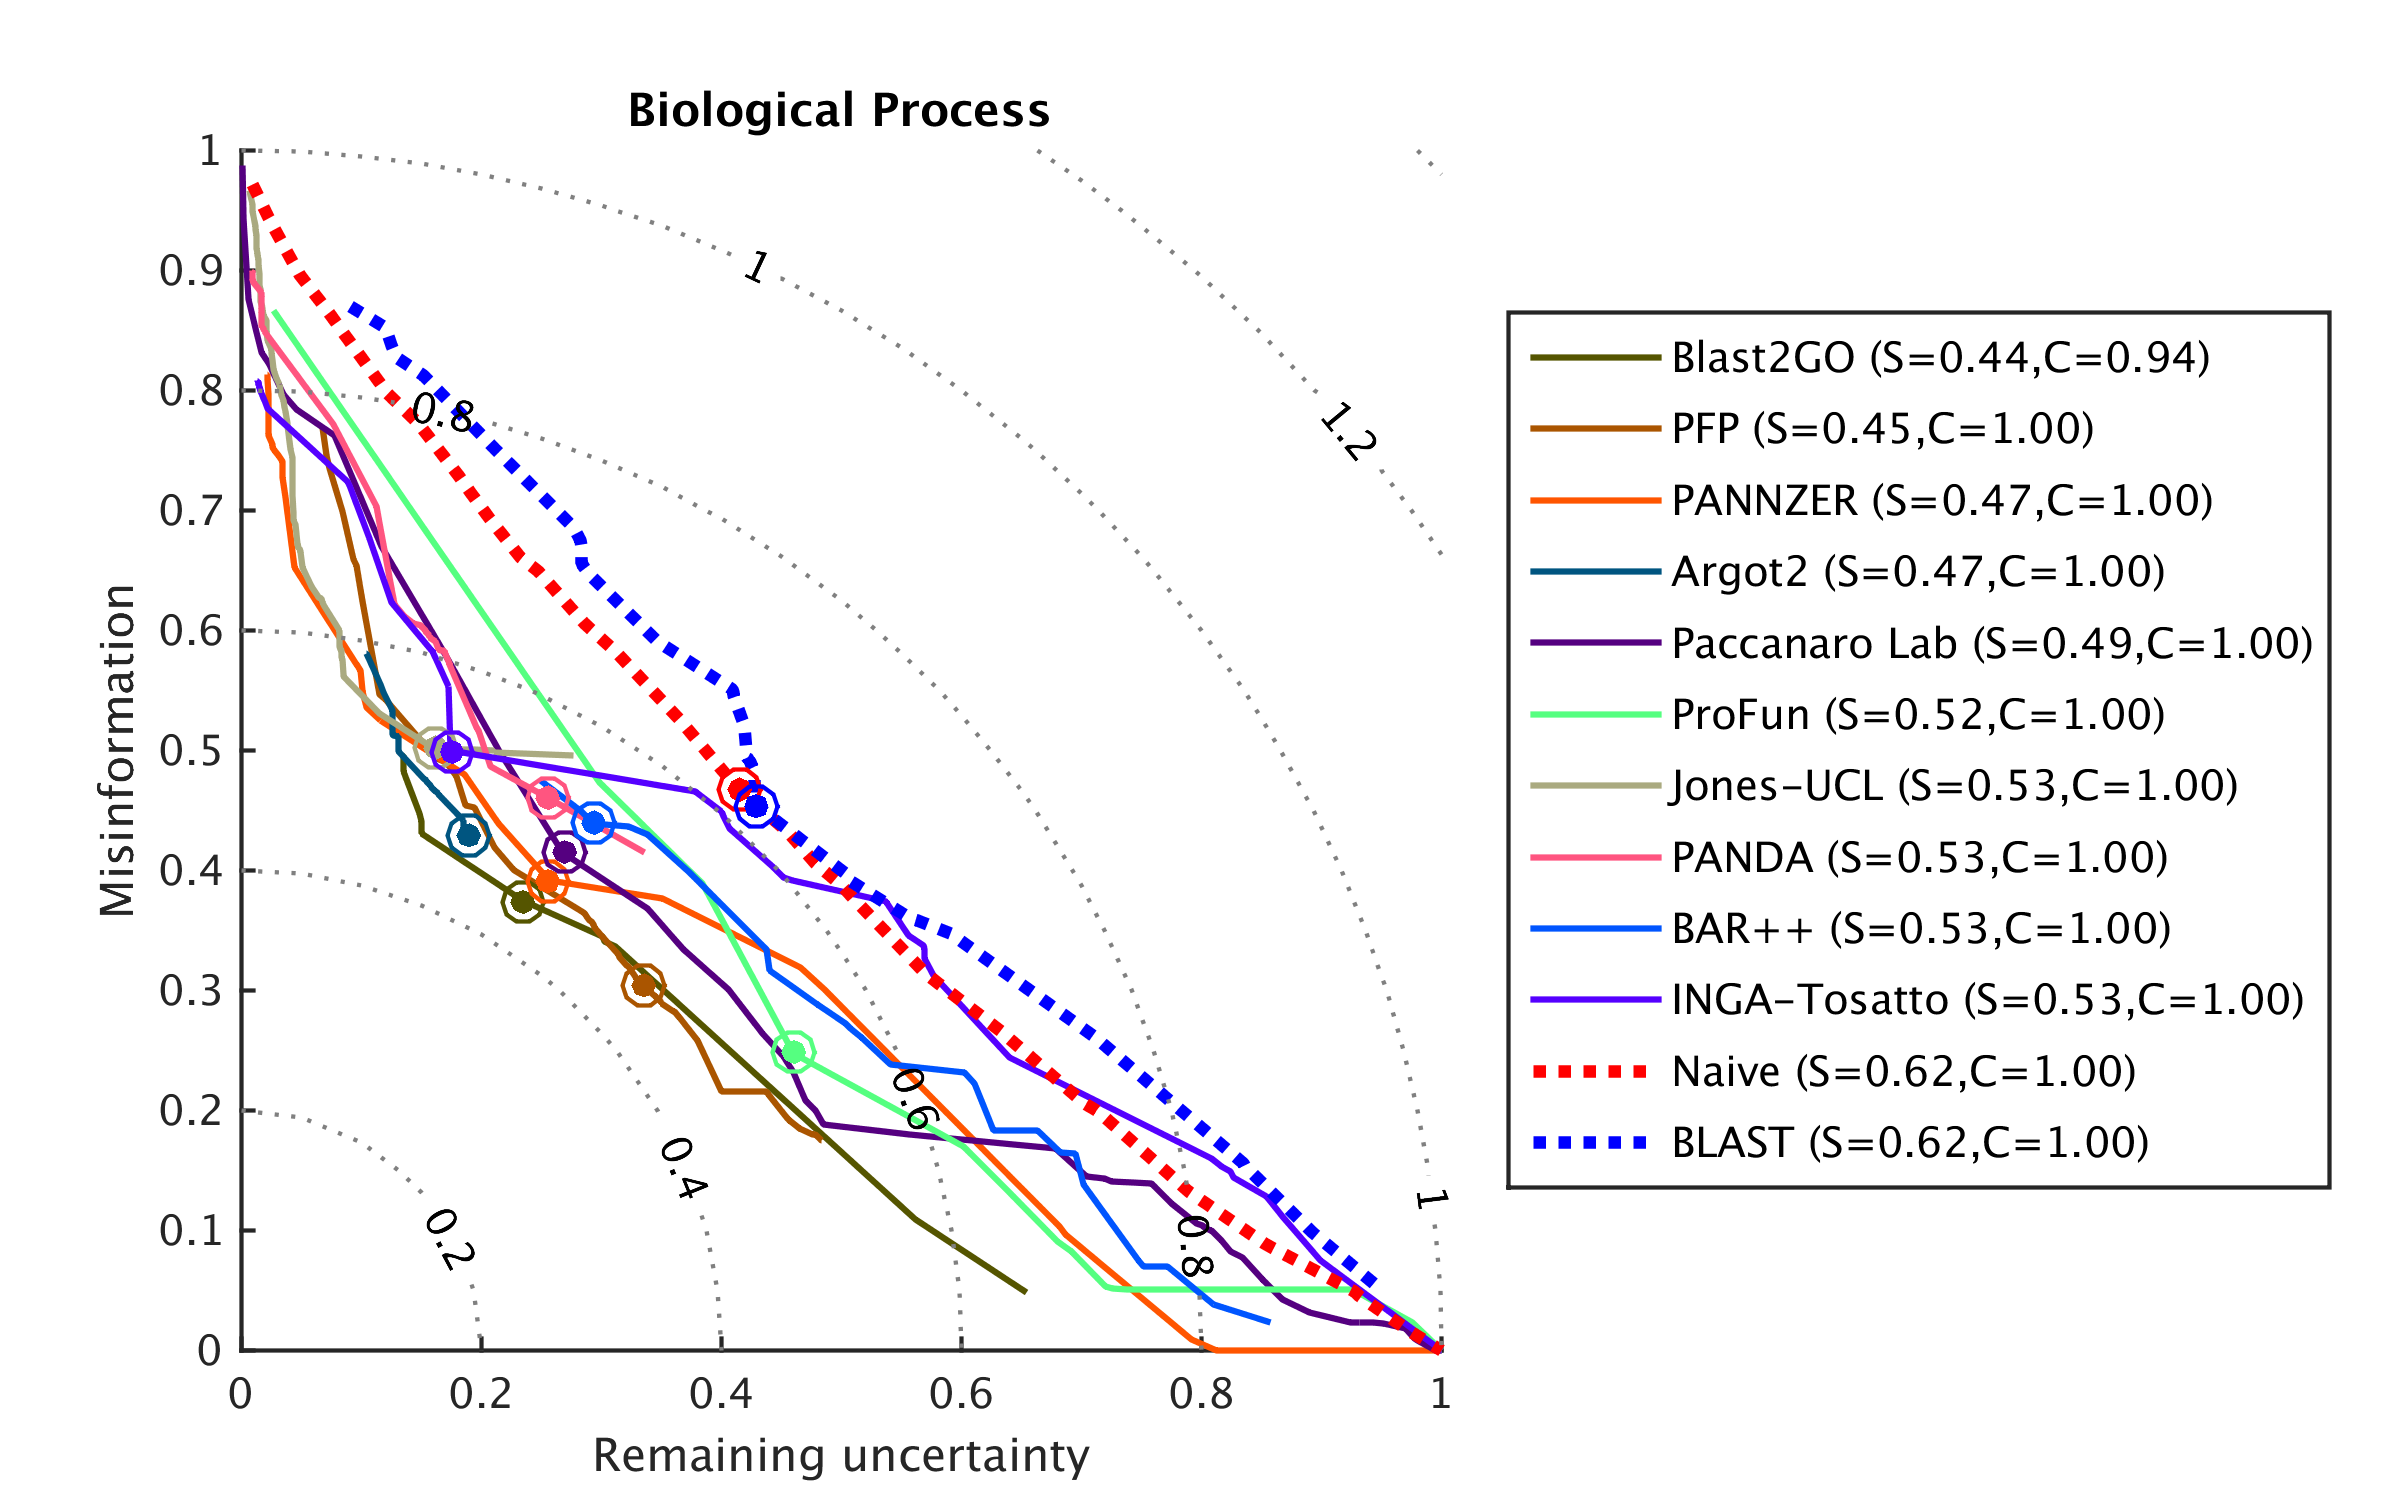 Biological Process
1
0.9
0.8
0.7
0.6
0.5
0.4
0.3
0.2
0.1
0
Misinformation
0 0.2 0.4 0.6 0.8 1
Remaining uncertainty
1
0.8
1.2
0.6
0.4
0.2
0.8
1
Blast2GO (S=0.44,C=0.94)
PFP (S=0.45,C=1.00)
PANNZER (S=0.47,C=1.00)
Argot2 (S=0.47,C=1.00)
Paccanaro Lab (S=0.49,C=1.00)
ProFun (S=0.52,C=1.00)
Jones-UCL (S=0.53,C=1.00)
PANDA (S=0.53,C=1.00)
BAR++ (S=0.53,C=1.00)
INGA-Tosatto (S=0.53,C=1.00)
Naive (S=0.62,C=1.00)
BLAST (S=0.62,C=1.00)